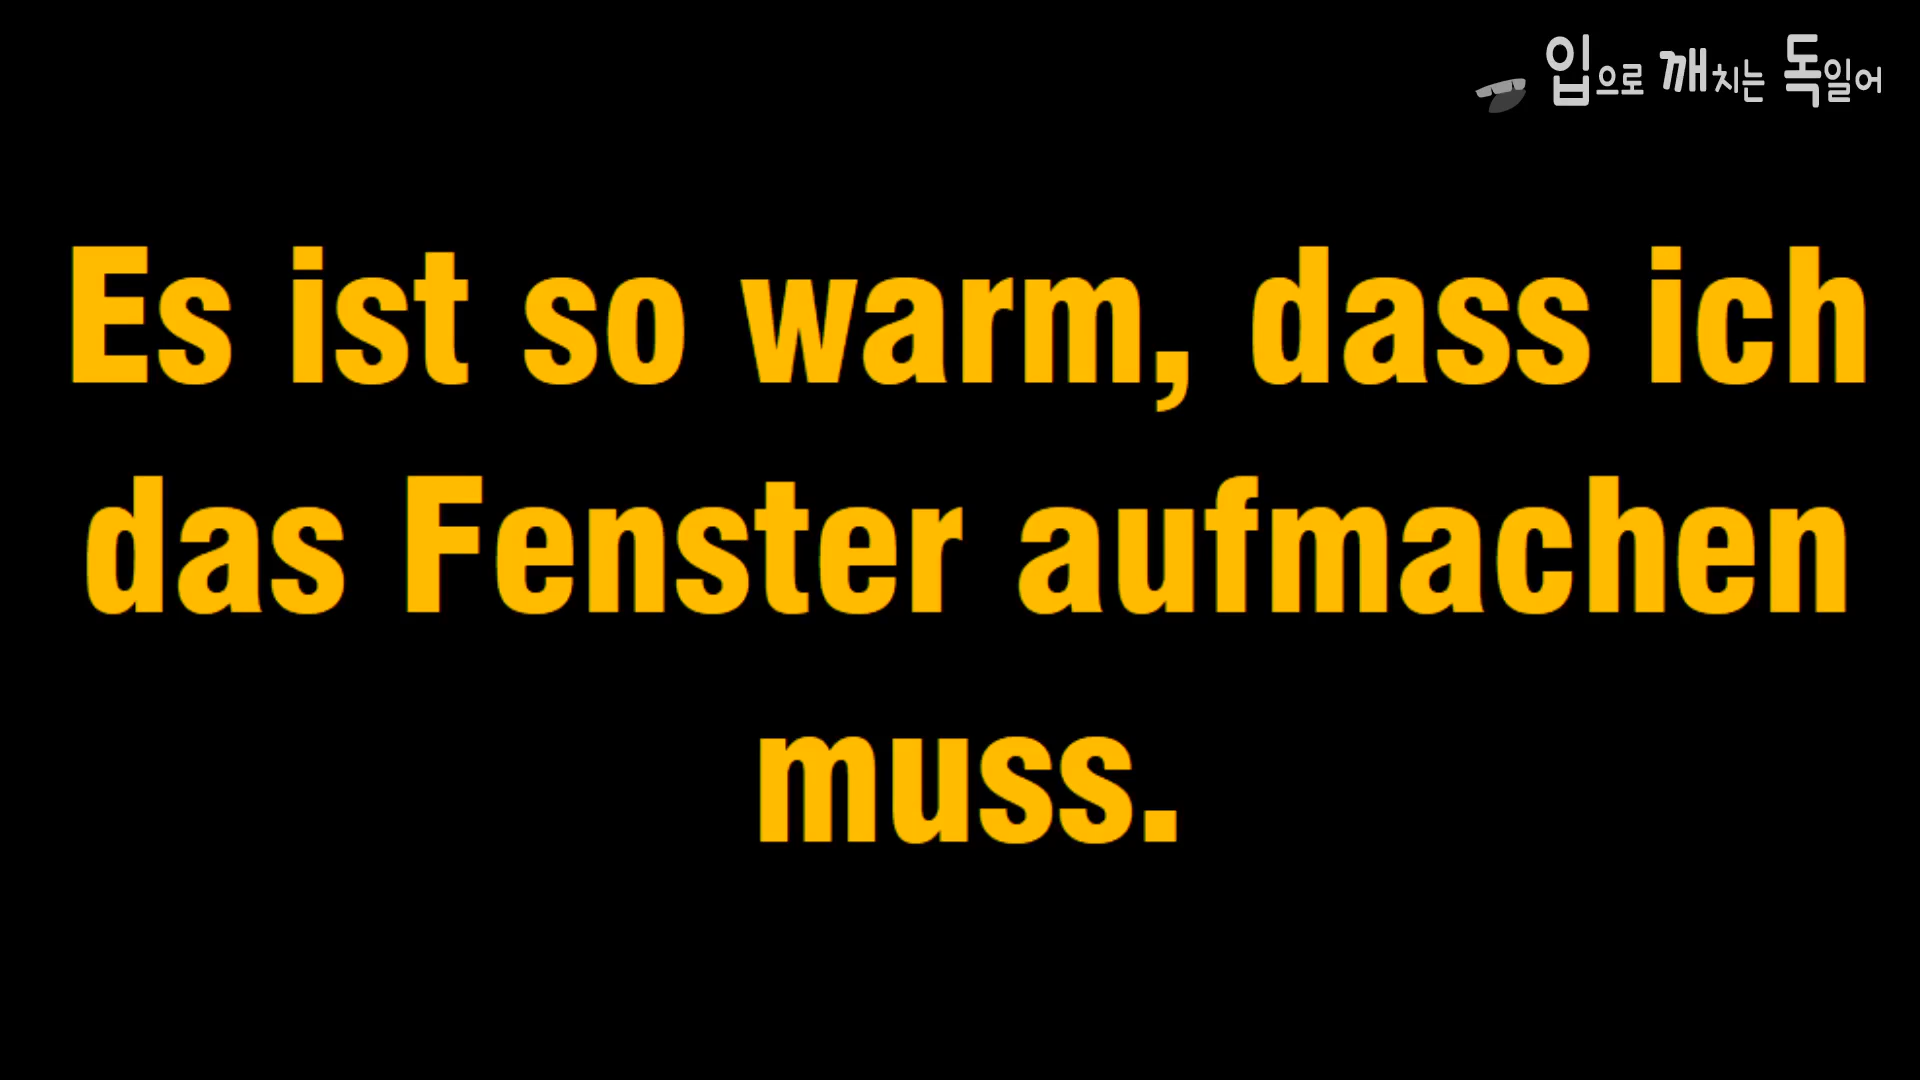 입으로 깨치는 독일어
Es ist so warm, dass ich
das Fenster aufmachen
muss.